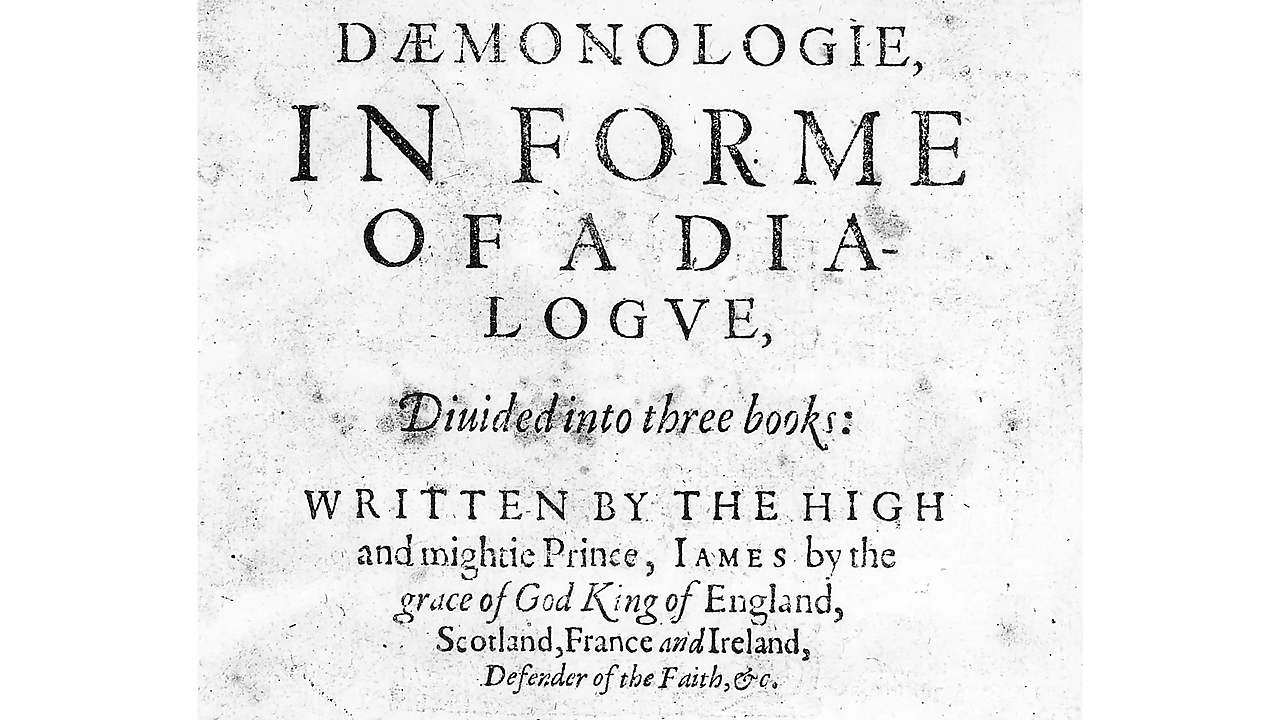 DÆMONOLOGIE,
IN FORME
OF A DIA-
LOGVE,
Diuided into three books:
WRITTEN BY THE HIGH
and mightie Prince, IAMES by the
grace of God King of England,
Scotland, France and Ireland,
Defender of the Faith, &c.